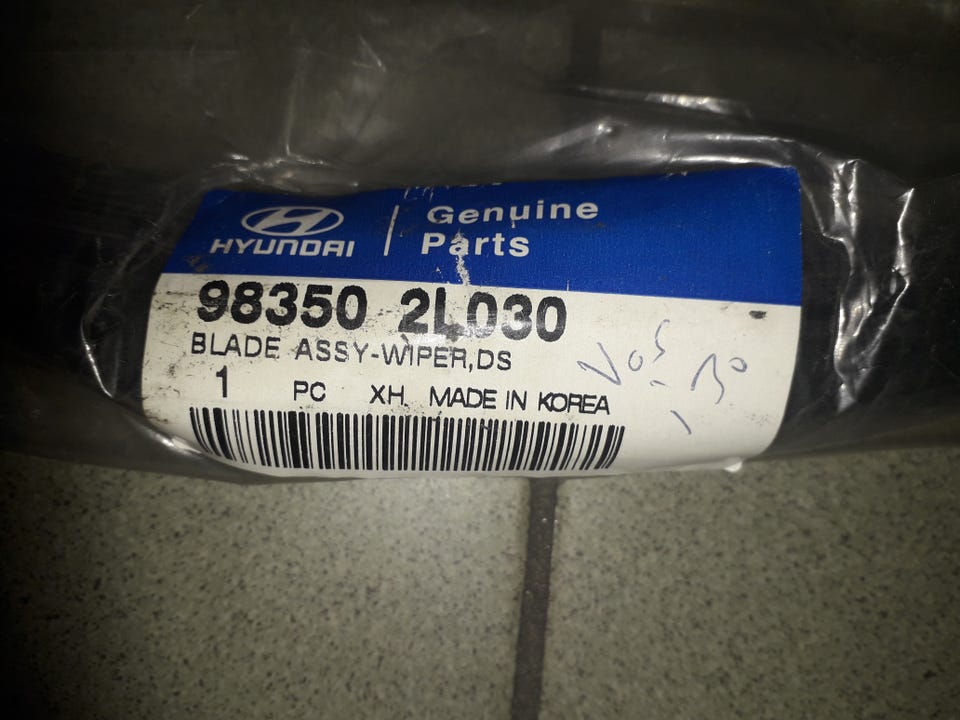 HYUNDAI
Genuine
Parts
98350 2L030
BLADE ASSY-WIPER,DS
1 PC XH MADE IN KOREA